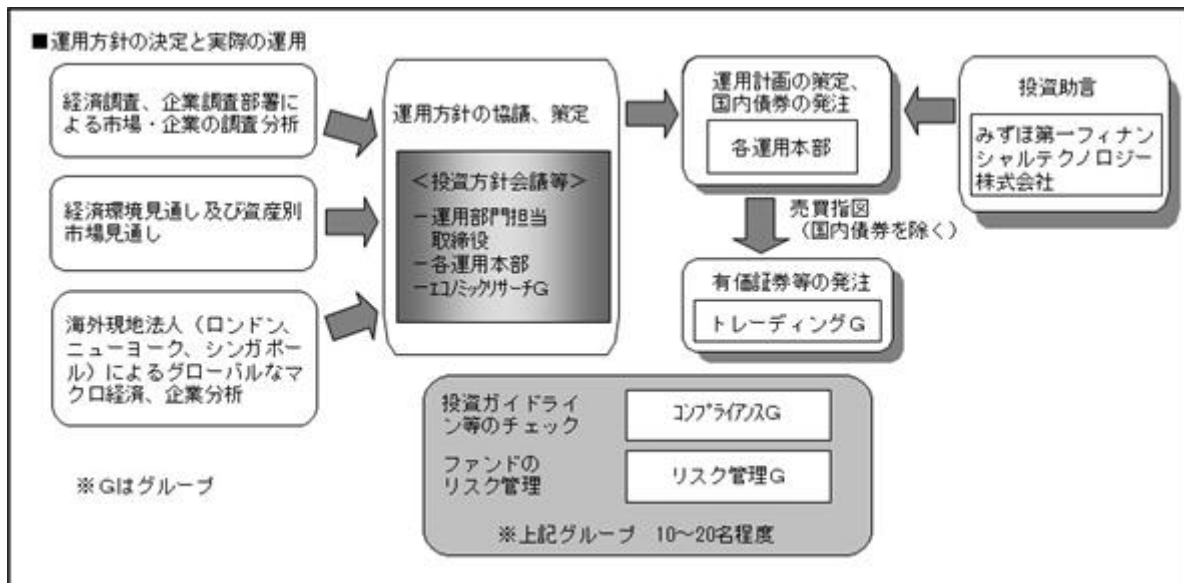 ■運用方針の決定と実際の運用
経済調査、企業調査部署に
よる市場・企業の調査分析
経済環境見通し及び資産別
市場見通し
海外現地法人（ロンドン、
ニューヨーク、シンガポー
ル）によるグローバルなマ
クロ経済、企業分析
※Gはグループ
運用方針の協議、策定
＜投資方針会議等＞
－運用部門担当
取締役
－各運用本部
－ｴｺﾉﾐｯｸﾘｻｰﾁG
運用計画の策定、
国内債券の発注
各運用本部
売買指図
（国内債券を除く）
有価証券等の発注
トレーディングG
投資助言
みずほ第一フィナン
シャルテクノロジー
株式会社
投資ガイドライ
ン等のチェック
ｺﾝﾌﾟﾗｲｱﾝｽG
ファンドの
リスク管理
リスク管理G
※上記グループ　10～20名程度